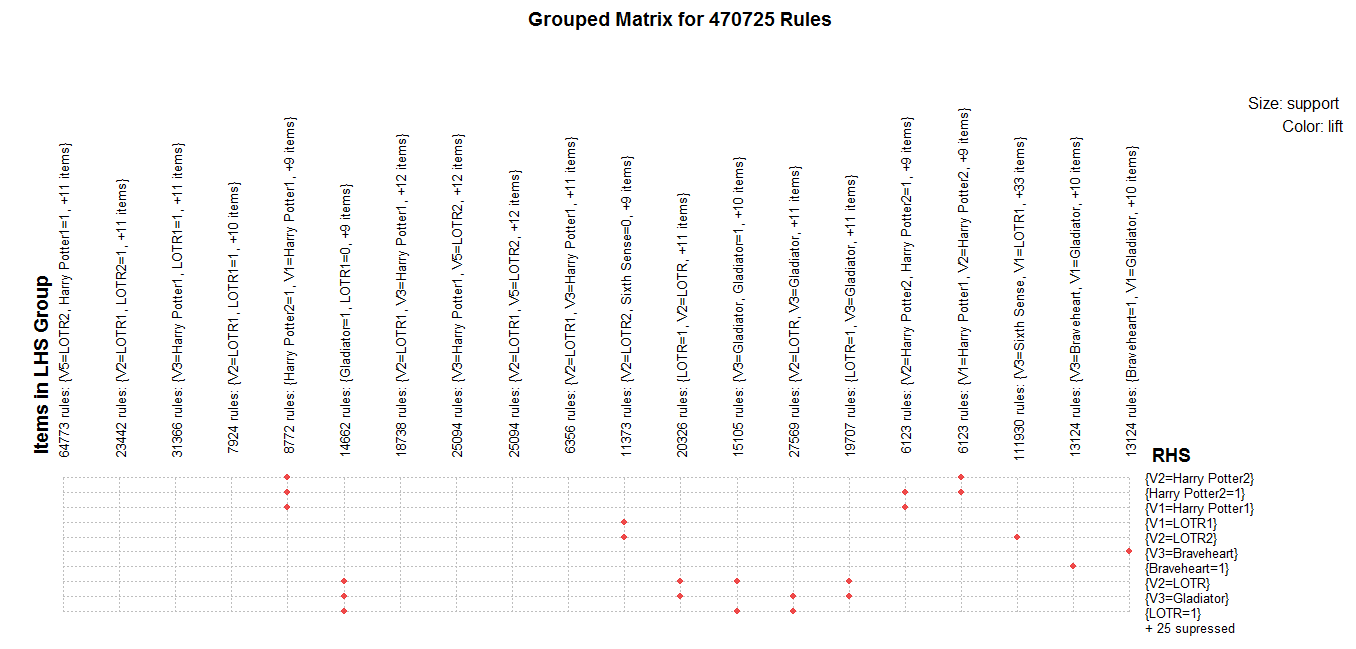 Grouped Matrix for 470725 Rules
Size: support
Color: lift
Items in LHS Group
64773 rules: {V5=LOTR2, Harry Potter1=1, +11 items}
23442 rules: {V2=LOTR1, LOTR2=1, +11 items}
31366 rules: {V3=Harry Potter1, LOTR1=1, +11 items}
7924 rules: {V2=LOTR1, LOTR1=1, +10 items}
8772 rules: {Harry Potter2=1, V1=Harry Potter1, +9 items}
14662 rules: {Gladiator=1, LOTR1=0, +9 items}
18738 rules: {V2=LOTR1, V3=Harry Potter1, +12 items}
25094 rules: {V3=Harry Potter1, V5=LOTR2, +12 items}
25094 rules: {V2=LOTR1, V5=LOTR2, +12 items}
6356 rules: {V2=LOTR1, V3=Harry Potter1, +11 items}
11373 rules: {V2=LOTR2, Sixth Sense=0, +9 items}
20326 rules: {LOTR=1, V2=LOTR, +11 items}
15105 rules: {V3=Gladiator, Gladiator=1, +10 items}
27569 rules: {V2=LOTR, V3=Gladiator, +11 items}
19707 rules: {LOTR=1, V3=Gladiator, +11 items}
6123 rules: {V2=Harry Potter2, Harry Potter2=1, +9 items}
6123 rules: {V1=Harry Potter1, V2=Harry Potter2, +9 items}
111930 rules: {V3=Sixth Sense, V1=LOTR1, +33 items}
13124 rules: {V3=Braveheart, V1=Gladiator, +10 items}
13124 rules: {Braveheart=1, V1=Gladiator, +10 items}
RHS
{V2=Harry Potter2}
{Harry Potter2=1}
{V1=Harry Potter1}
{V1=LOTR1}
{V2=LOTR2}
{V3=Braveheart}
{Braveheart=1}
{V2=LOTR}
{V3=Gladiator}
{LOTR=1}
+ 25 supressed